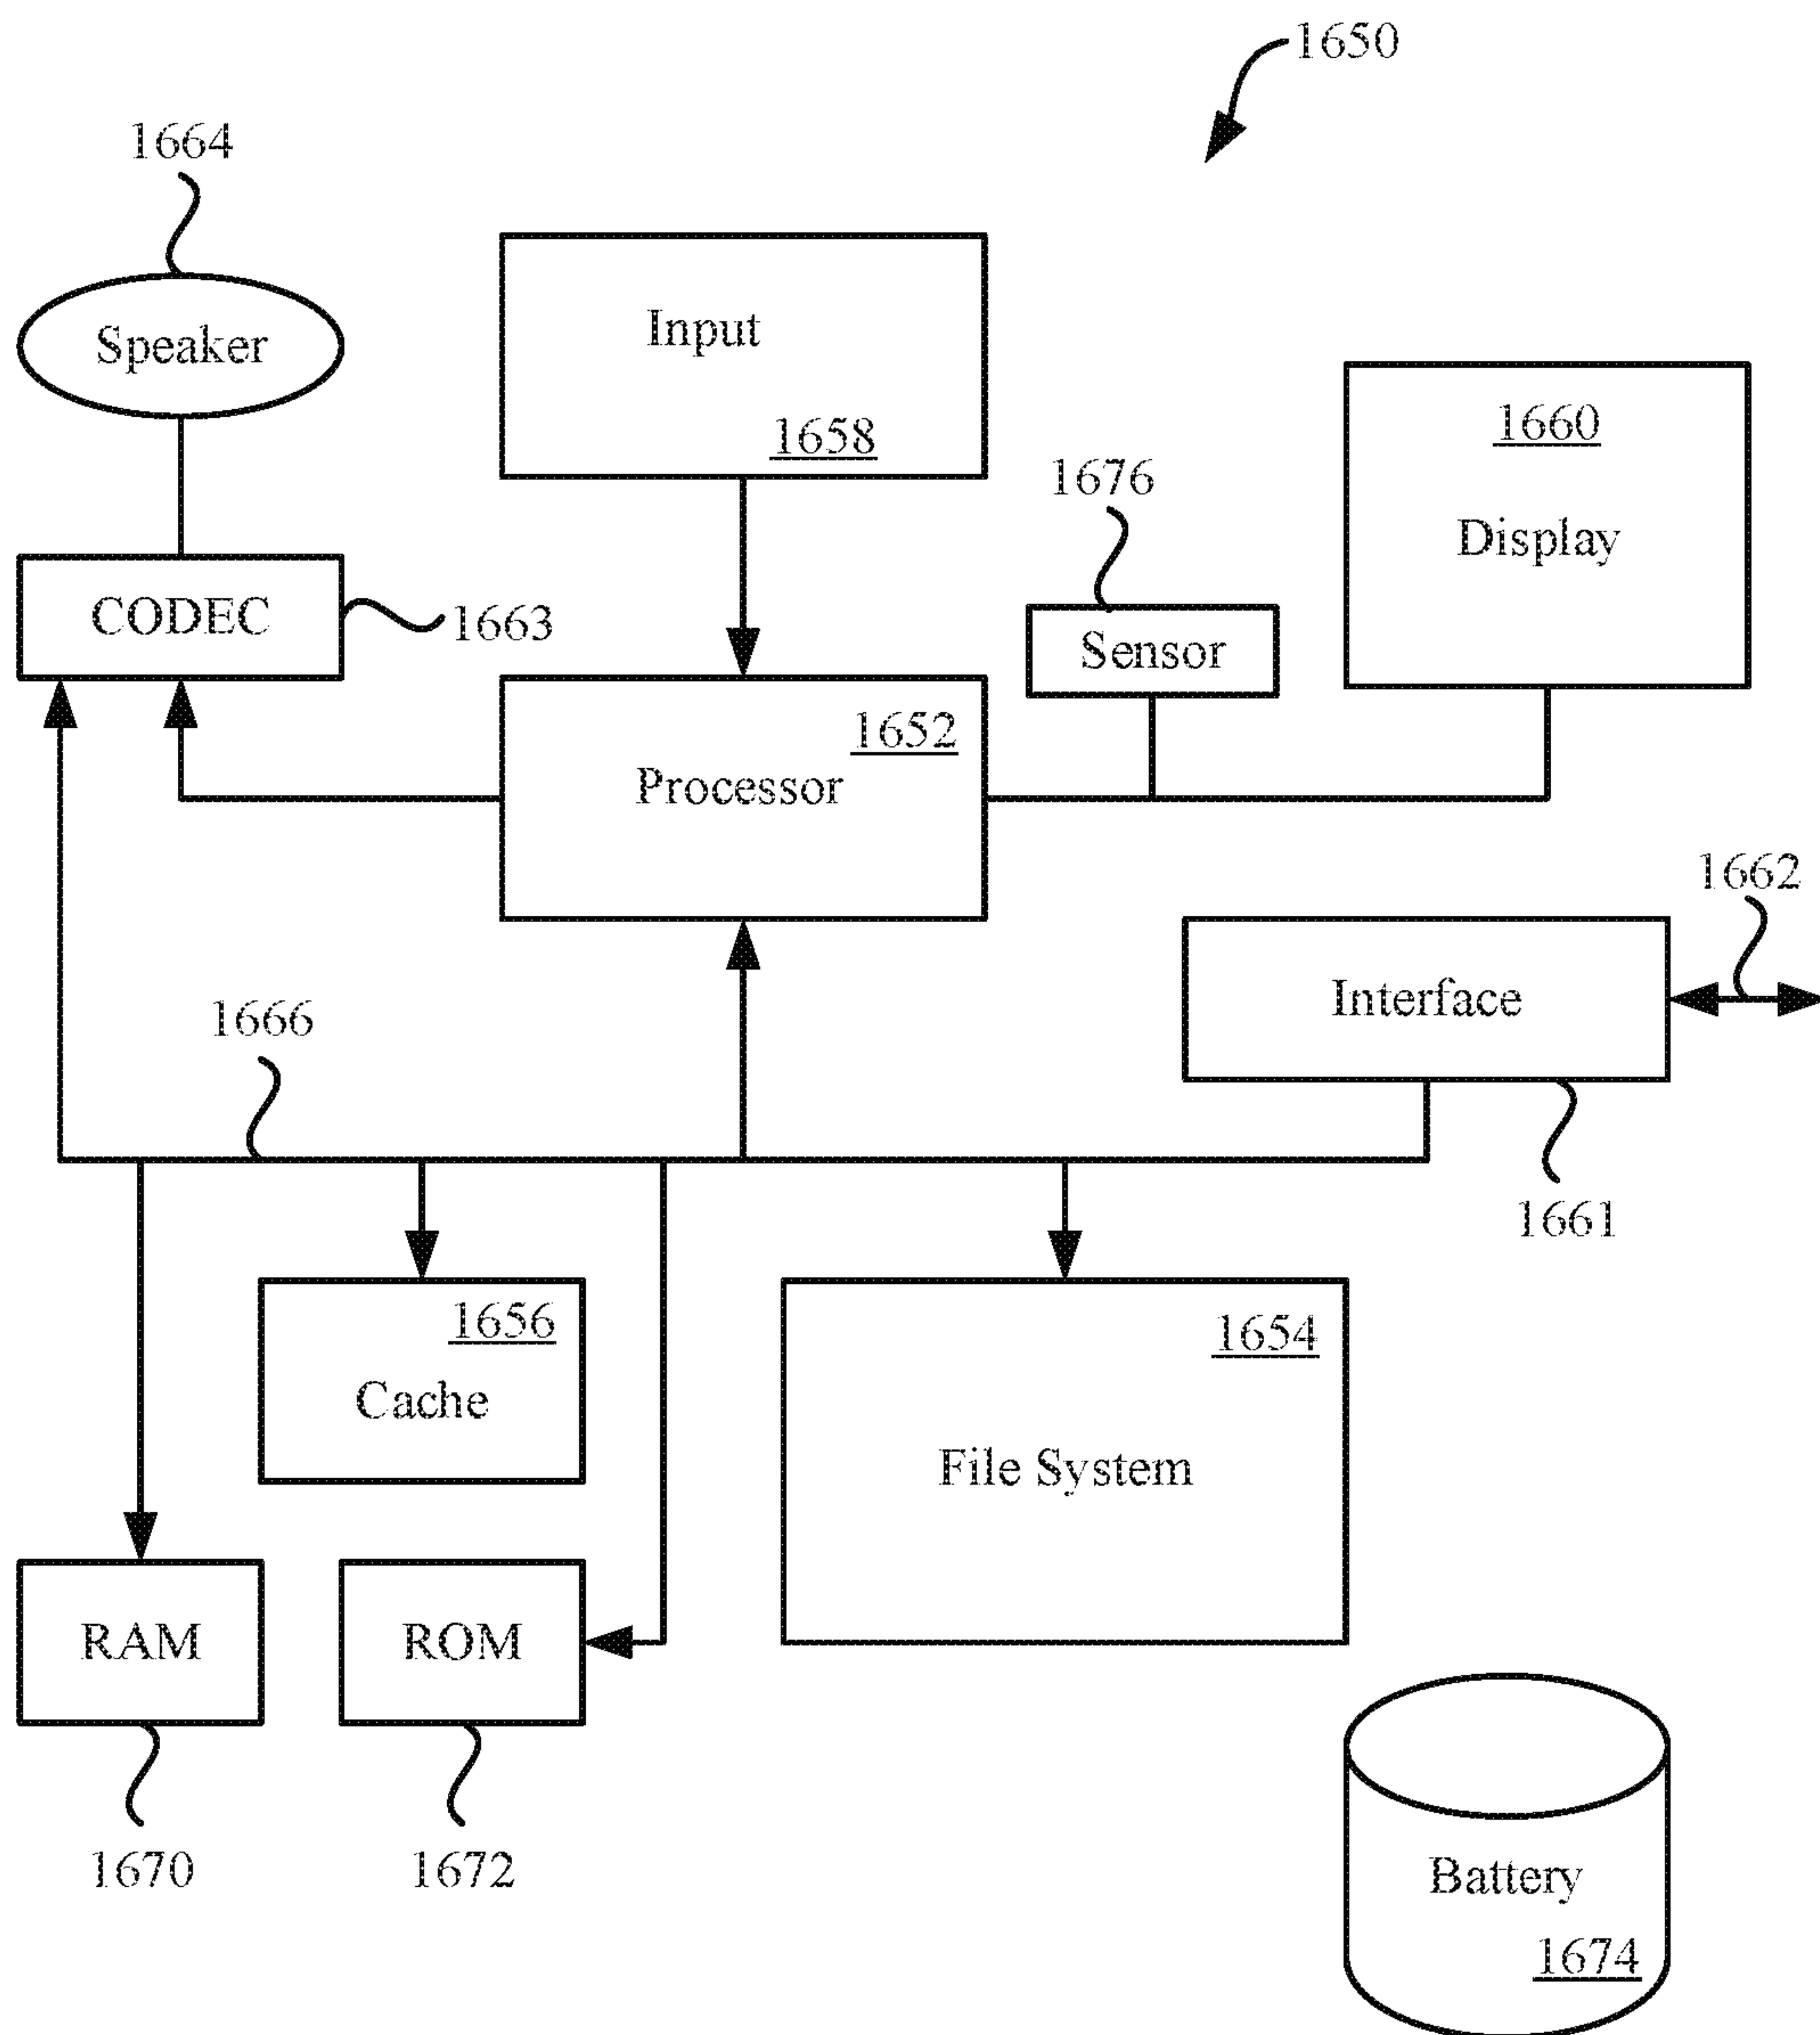 1650
1664
Speaker
Input
1658
1660
Display
1676
Sensor
CODEC
1663
1652
Processor
1662
Interface
1666
1661
1656
Cache
1654
File System
RAM
ROM
1670
1672
Battery
1674